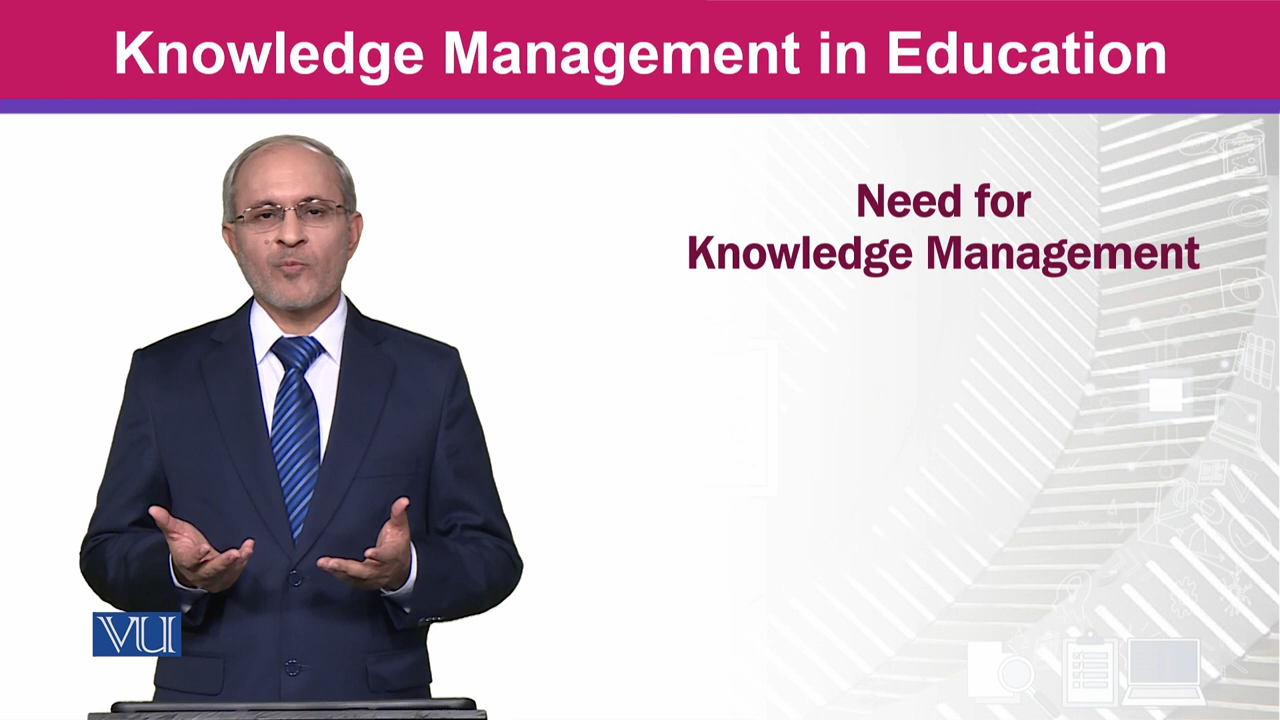 Knowledge Management in Education
Need for
Knowledge Management
VU